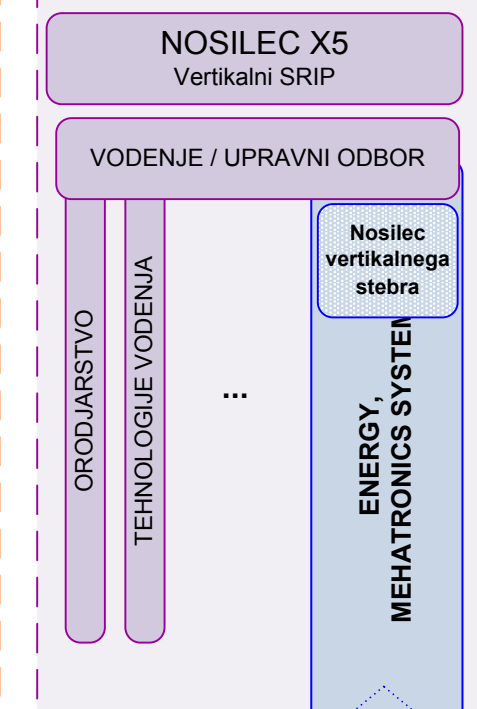 NOSILEC X5
Vertikalni SRIP
VODENJE / UPRAVNI ODBOR
Nosilec
vertikalnega
stebra
ORODJARSTVO
TEHNOLOGIJE VODENJA
...
ENERGY,
MEHATRONICS SYSTEM